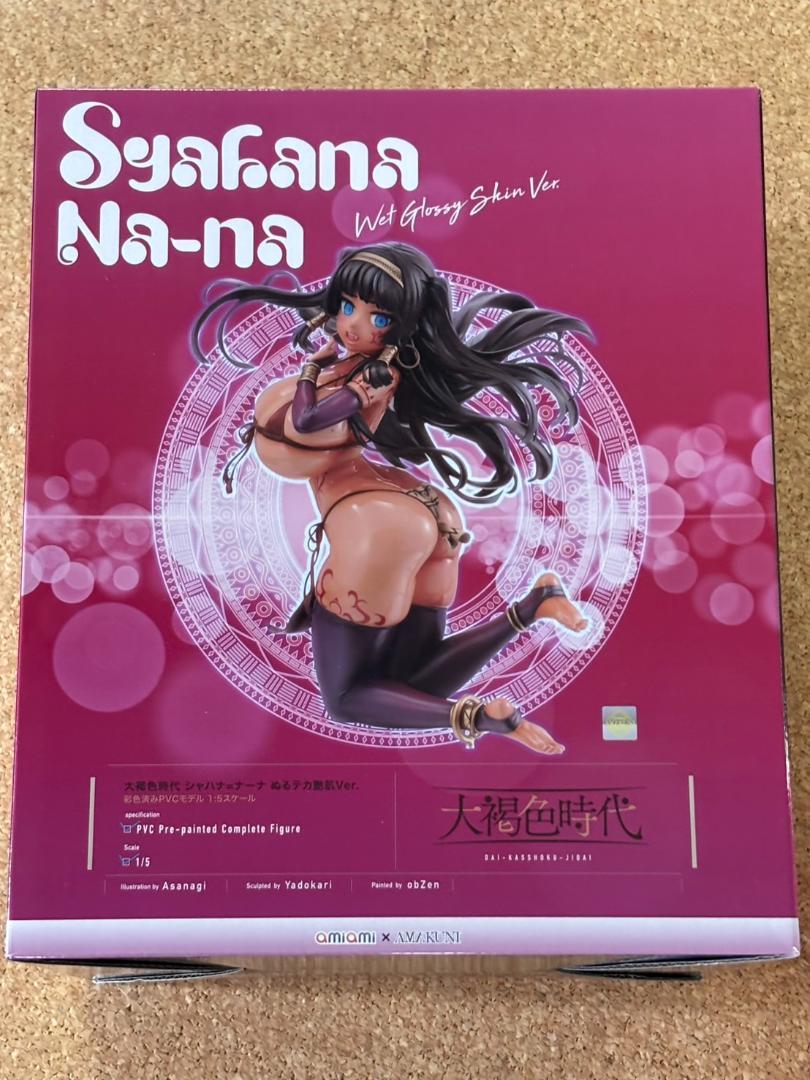 Syahana
Na-na
Wet Glossy Skin Ver.
大褐色時代 シャハナ=ナーナ ぬるテカ艶肌Ver.
彩色済みPVCモデル 1:5スケール
specification
PVC Pre-painted Complete Figure
Scale
1/5
大褐色時代
DAI-KASSHOKU-JIDAI
Illustration by Asanagi
Sculpted by Yadokari
Painted by obZen
amiami × AMAKUNI